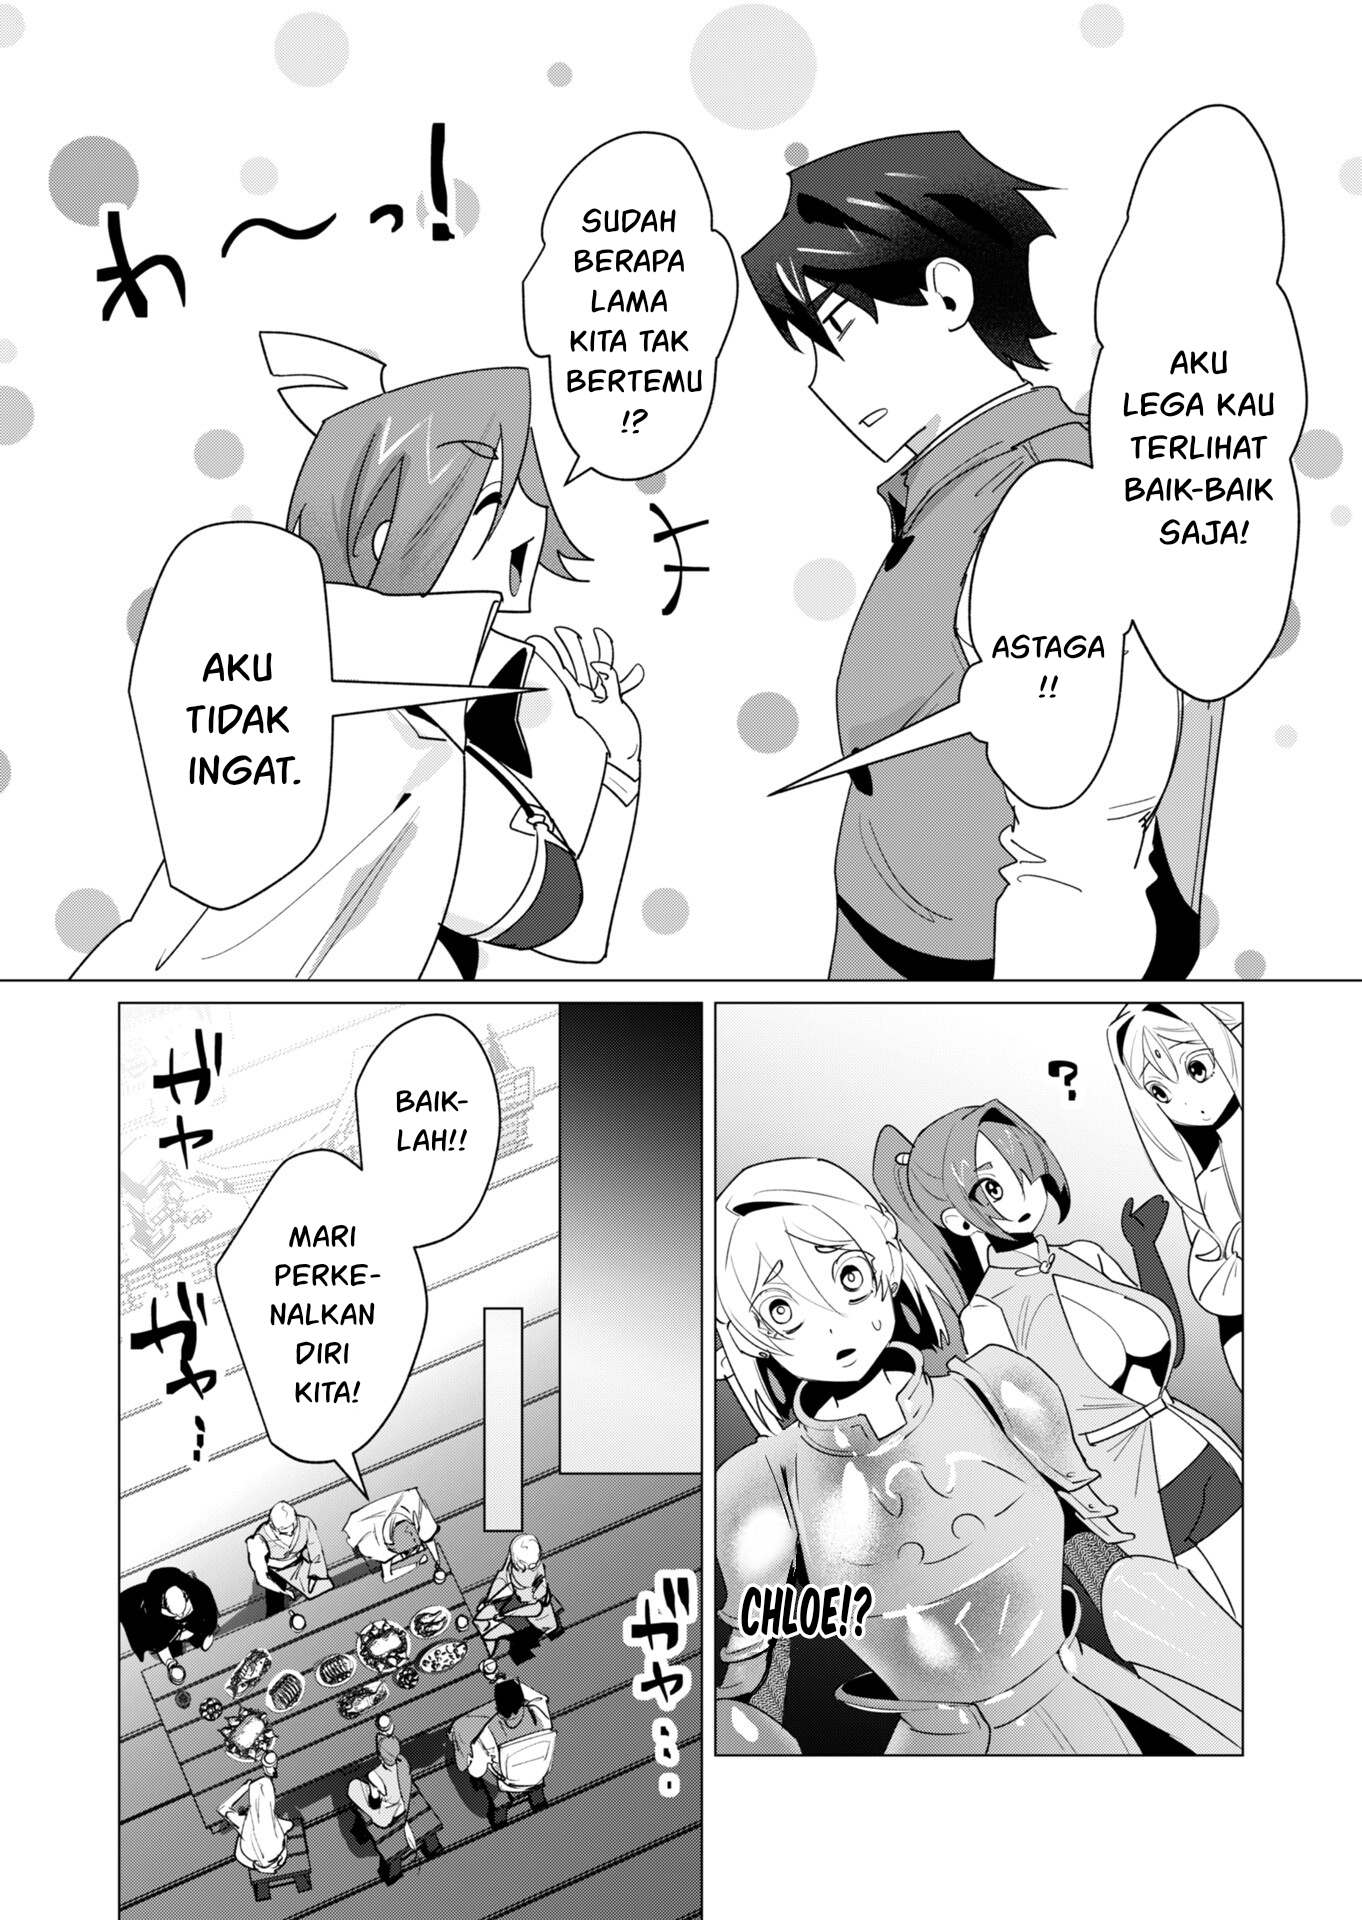 AKU
LEGA KAU
TERLIHAT
BAIK-BAIK
SAJA!
ASTAGA
!!
SUDAH
BERAPA
LAMA
KITA TAK
BERTEMU
!?
わ〜っ!
AKU
TIDAK
INGAT.
?
CHLOE!?
BAIK-
LAH!!
MARI
PERKE-
NALKAN
DIRI
KITA!
ガヤ
ガヤ…
ガヤ…